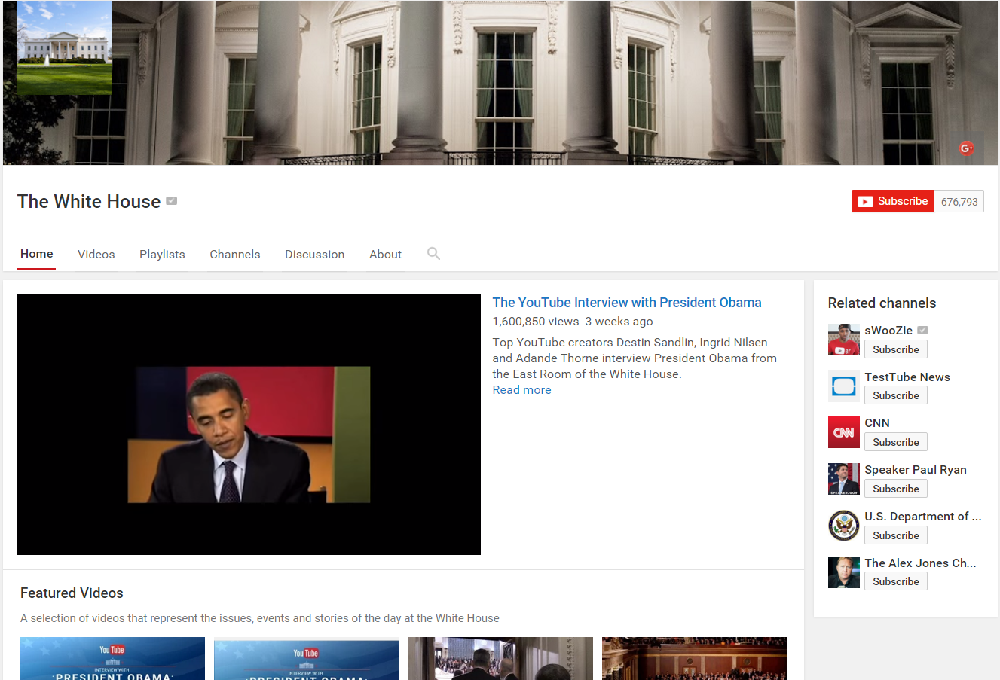 G+
The White House
Subscribe 676,793
Home Videos Playlists Channels Discussion About
The YouTube Interview with President Obama
1,600,850 views 3 weeks ago
Top YouTube creators Destin Sandlin, Ingrid Nilsen
and Adande Thorne interview President Obama from
the East Room of the White House.
Read more
Related channels
sWooZie
Subscribe
TestTube News
Subscribe
CNN
CNN
Subscribe
Speaker Paul Ryan
SPEAKER.GOV
Subscribe
U.S. Department of ...
Subscribe
The Alex Jones Ch...
Subscribe
Featured Videos
A selection of videos that represent the issues, events and stories of the day at the White House
YouTube
INTERVIEW WITH
PRESIDENT OBAMA
YouTube
INTERVIEW WITH
PRESIDENT OBAMA